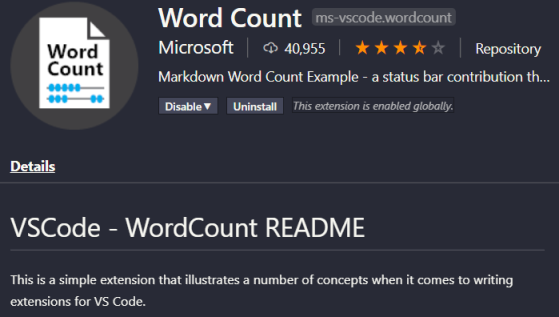 Word Count ms-vscode.wordcount
Word
Count
Microsoft 40,955 Repository
Markdown Word Count Example - a status bar contribution th...
Disable Uninstall This extension is enabled globally.
Details
VSCode - WordCount README
This is a simple extension that illustrates a number of concepts when it comes to writing
extensions for VS Code.